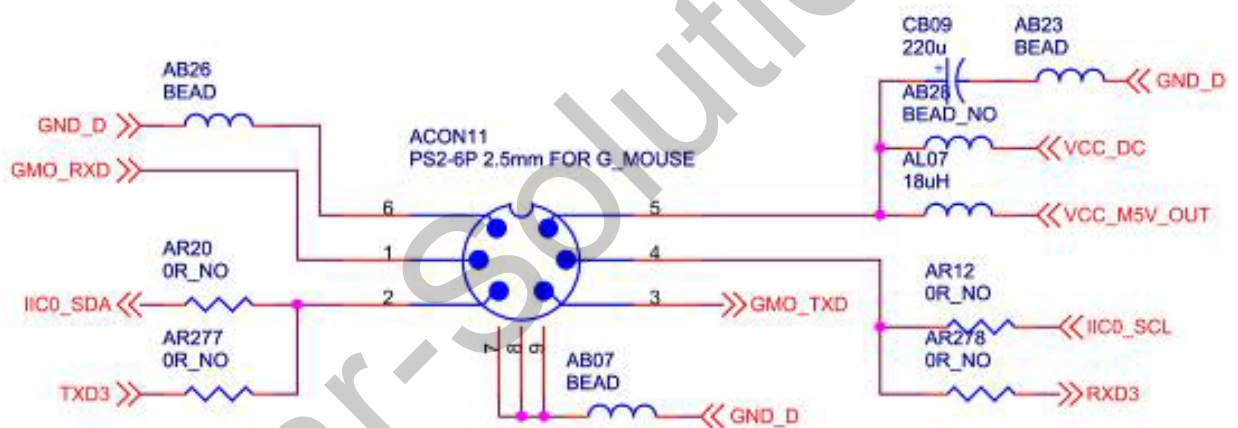 CB09
220u
+
AB23
BEAD
GND_D
AB26
BEAD
GND_D
AB28
BEAD_NO
VCC_DC
ACON11
PS2-6P 2.5mm FOR G_MOUSE
GMO_RXD
AL07
18uH
VCC_M5V_OUT
6
5
1
4
AR20
0R_NO
IIC0_SDA
2
3
GMO_TXD
AR12
0R_NO
IIC0_SCL
AR277
0R_NO
TXD3
7
8
9
AB07
BEAD
GND_D
AR278
0R_NO
RXD3